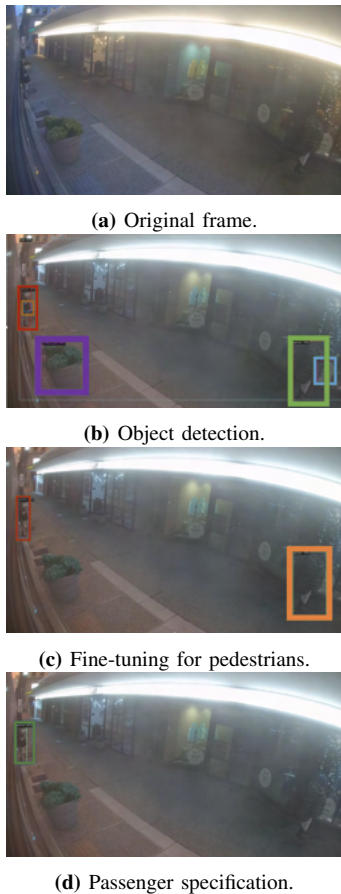 (a) Original frame.
(b) Object detection.
(c) Fine-tuning for pedestrians.
(d) Passenger specification.